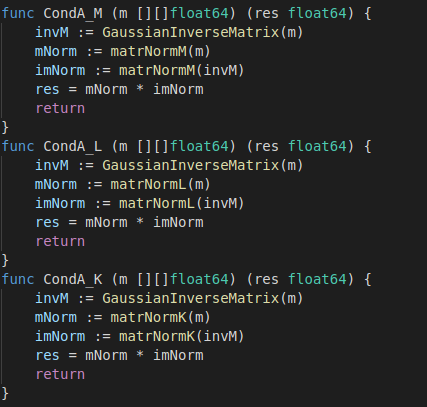 func CondA_M (m [][]float64) (res float64) {
    invM := GaussianInverseMatrix(m)
    mNorm := matrNormM(m)
    imNorm := matrNormM(invM)
    res = mNorm * imNorm
    return
}
func CondA_L (m [][]float64) (res float64) {
    invM := GaussianInverseMatrix(m)
    mNorm := matrNormL(m)
    imNorm := matrNormL(invM)
    res = mNorm * imNorm
    return
}
func CondA_K (m [][]float64) (res float64) {
    invM := GaussianInverseMatrix(m)
    mNorm := matrNormK(m)
    imNorm := matrNormK(invM)
    res = mNorm * imNorm
    return
}